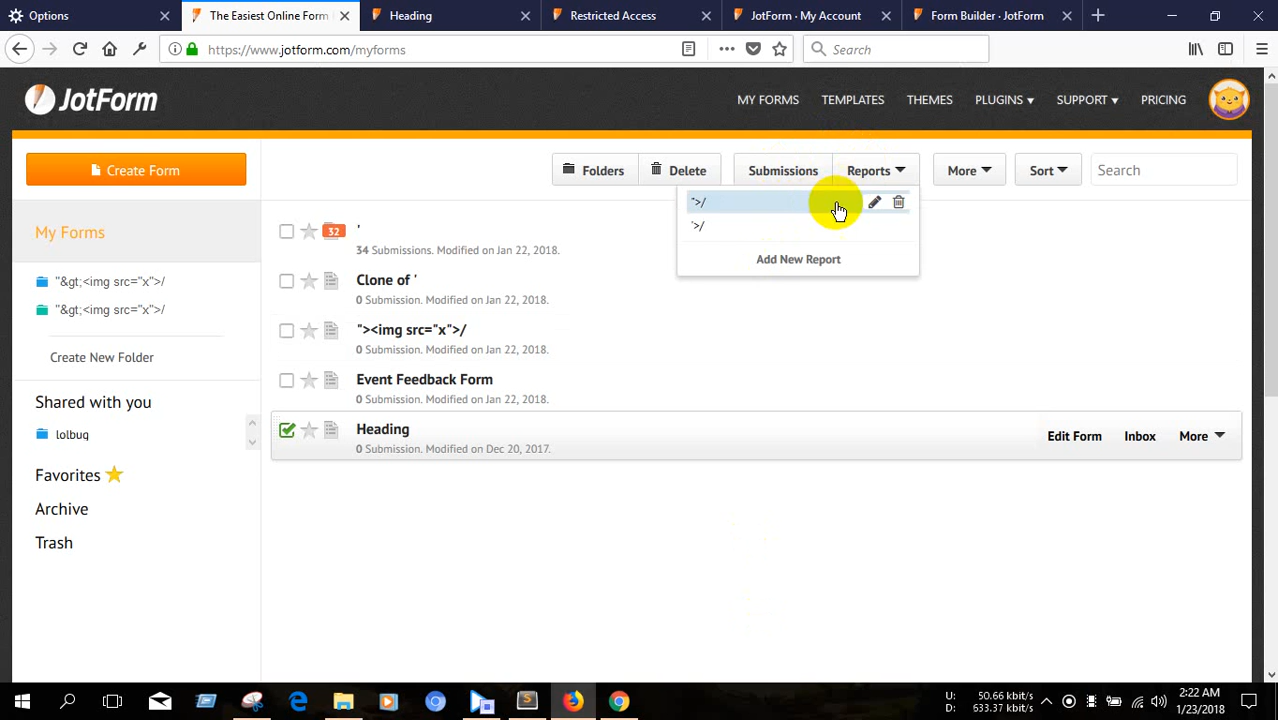 Options
The Easiest Online Form
Heading
Restricted Access
JotForm · My Account
Form Builder · JotForm
https://www.jotform.com/myforms
Search
JotForm
MY FORMS
TEMPLATES
THEMES
PLUGINS
SUPPORT
PRICING
Create Form
Folders
Delete
Submissions
Reports
More
Sort
Search
">/
'>/
Add New Report
My Forms
"&gt;<img src="x">/
"&gt;<img src="x">/
Create New Folder
Shared with you
lolbug
Favorites
Archive
Trash
32
'
34 Submissions. Modified on Jan 22, 2018.
Clone of '
0 Submission. Modified on Jan 22, 2018.
"><img src="x">/
0 Submission. Modified on Jan 22, 2018.
Event Feedback Form
0 Submission. Modified on Jan 22, 2018.
Heading
0 Submission. Modified on Dec 20, 2017.
Edit Form
Inbox
More
U: 50.66 kbit/s
D: 633.37 kbit/s
2:22 AM
1/23/2018